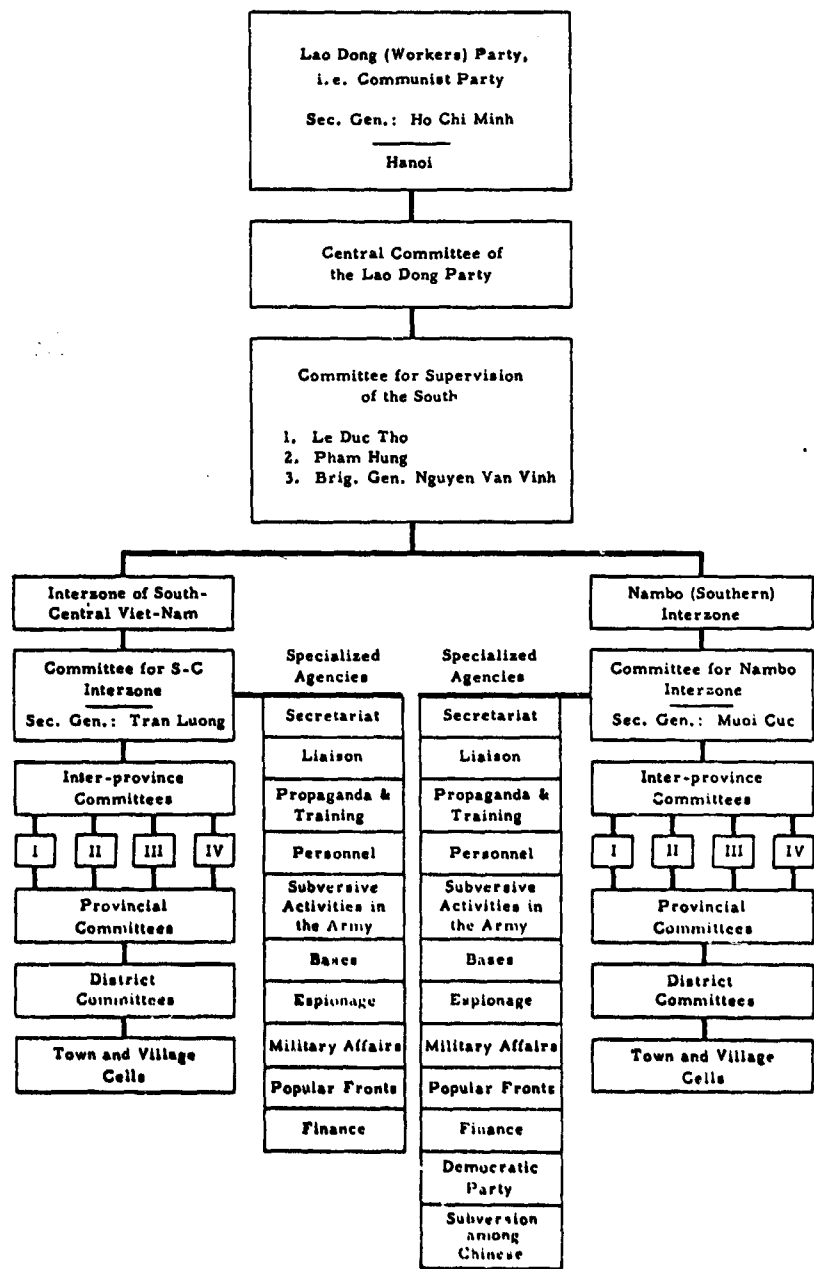 Lao Dong (Workers) Party,
i.e. Communist Party
Sec. Gen.: Ho Chi Minh
Hanoi
Central Committee of
the Lao Dong Party
Committee for Supervision
of the South
1. Le Duc Tho
2. Pham Hung
3. Brig. Gen. Nguyen Van Vinh
Interzone of South-
Central Viet-Nam
Committee for S-C
Interzone
Sec. Gen.: Tran Luong
Inter-province
Committees
I
II
III
IV
Provincial
Committees
District
Committees
Town and Village
Cells
Specialized
Agencies
Secretariat
Liaison
Propaganda &
Training
Personnel
Subversive
Activities in
the Army
Bases
Espionage
Military Affairs
Popular Fronts
Finance
Specialized
Agencies
Secretariat
Liaison
Propaganda &
Training
Personnel
Subversive
Activities in
the Army
Bases
Espionage
Military Affairs
Popular Fronts
Finance
Democratic
Party
Subversion
among
Chinese
Nambo (Southern)
Interzone
Committee for Nambo
Interzone
Sec. Gen.: Muoi Cuc
Inter-province
Committees
I
II
III
IV
Provincial
Committees
District
Committees
Town and Village
Cells